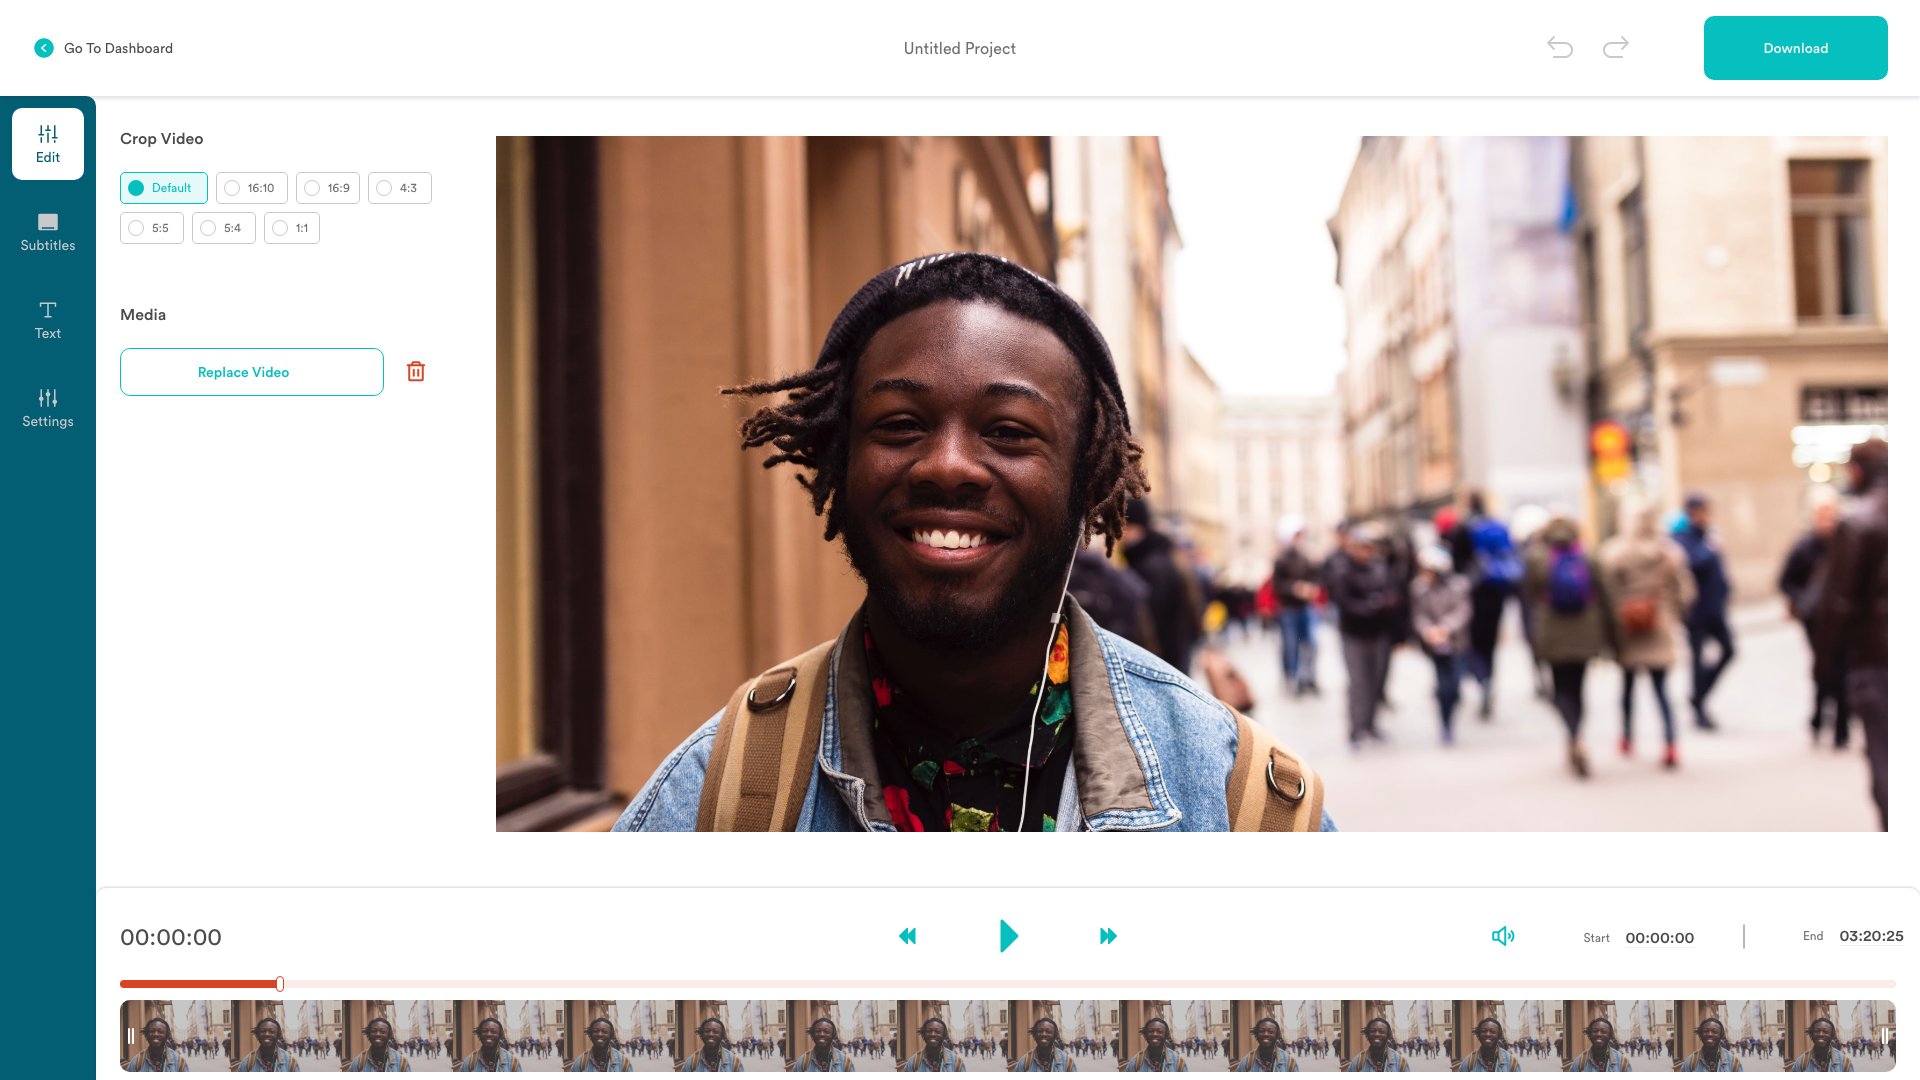 Go To Dashboard
Untitled Project
Download
Edit
Subtitles
Text
Settings
Crop Video
Default
16:10
16:9
4:3
5:5
5:4
1:1
Media
Replace Video
00:00:00
Start 00:00:00
End 03:20:25